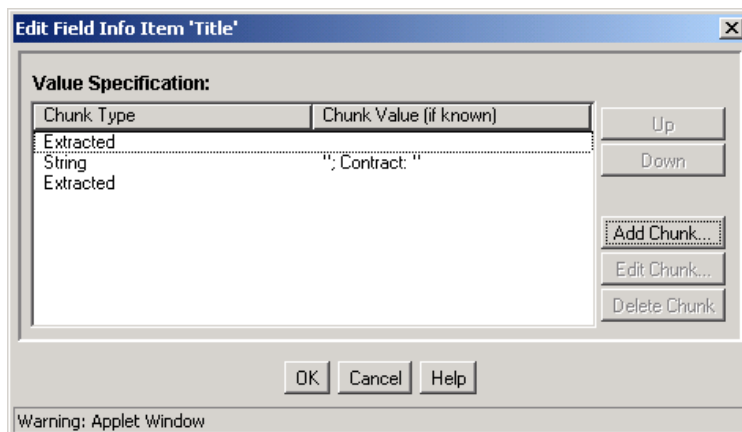 Edit Field Info Item 'Title'
Value Specification:
Chunk Type Chunk Value (if known)
Extracted
String "; Contract: "
Extracted
Up
Down
Add Chunk...
Edit Chunk...
Delete Chunk
OK Cancel Help
Warning: Applet Window